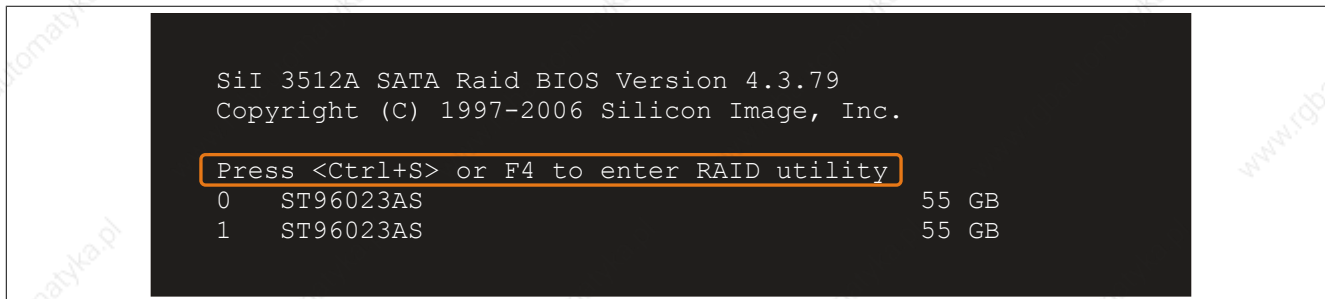 SiI 3512A SATA Raid BIOS Version 4.3.79
Copyright (C) 1997-2006 Silicon Image, Inc.
Press <Ctrl+S> or F4 to enter RAID utility
0 ST96023AS 55 GB
1 ST96023AS 55 GB